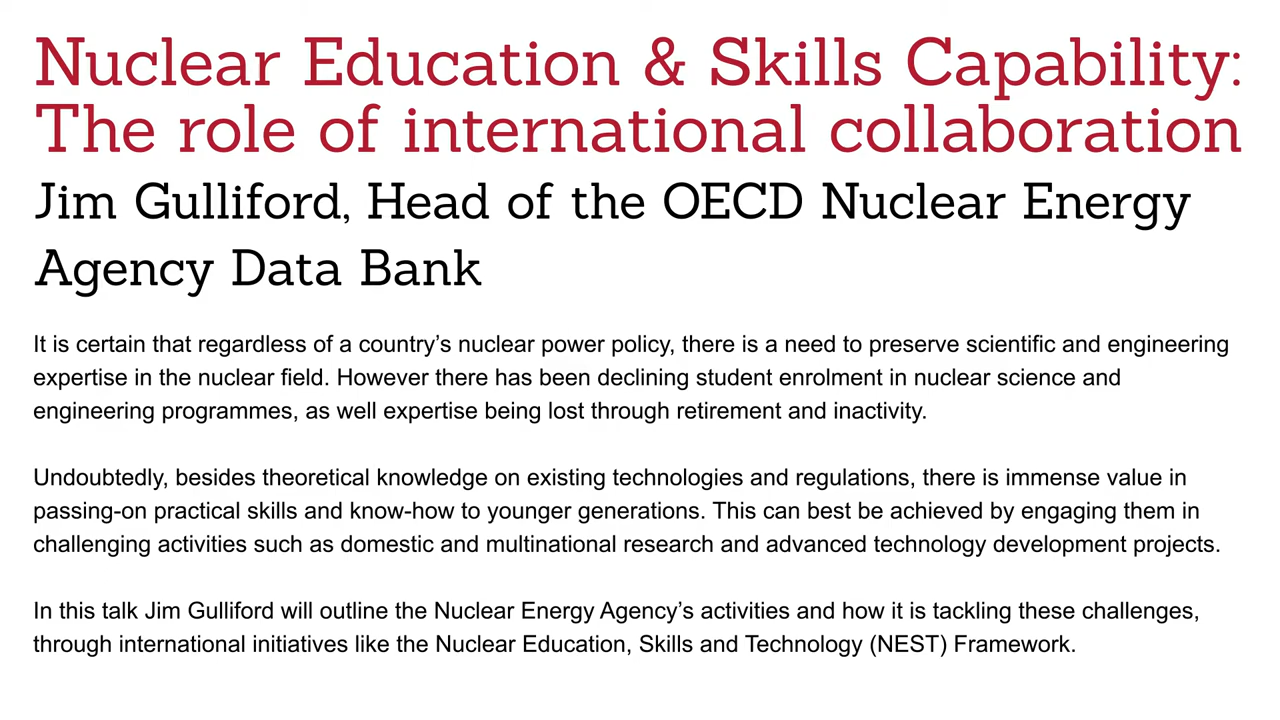 Nuclear Education & Skills Capability:
The role of international collaboration
Jim Gulliford, Head of the OECD Nuclear Energy
Agency Data Bank
It is certain that regardless of a country’s nuclear power policy, there is a need to preserve scientific and engineering
expertise in the nuclear field. However there has been declining student enrolment in nuclear science and
engineering programmes, as well expertise being lost through retirement and inactivity.
Undoubtedly, besides theoretical knowledge on existing technologies and regulations, there is immense value in
passing-on practical skills and know-how to younger generations. This can best be achieved by engaging them in
challenging activities such as domestic and multinational research and advanced technology development projects.
In this talk Jim Gulliford will outline the Nuclear Energy Agency’s activities and how it is tackling these challenges,
through international initiatives like the Nuclear Education, Skills and Technology (NEST) Framework.